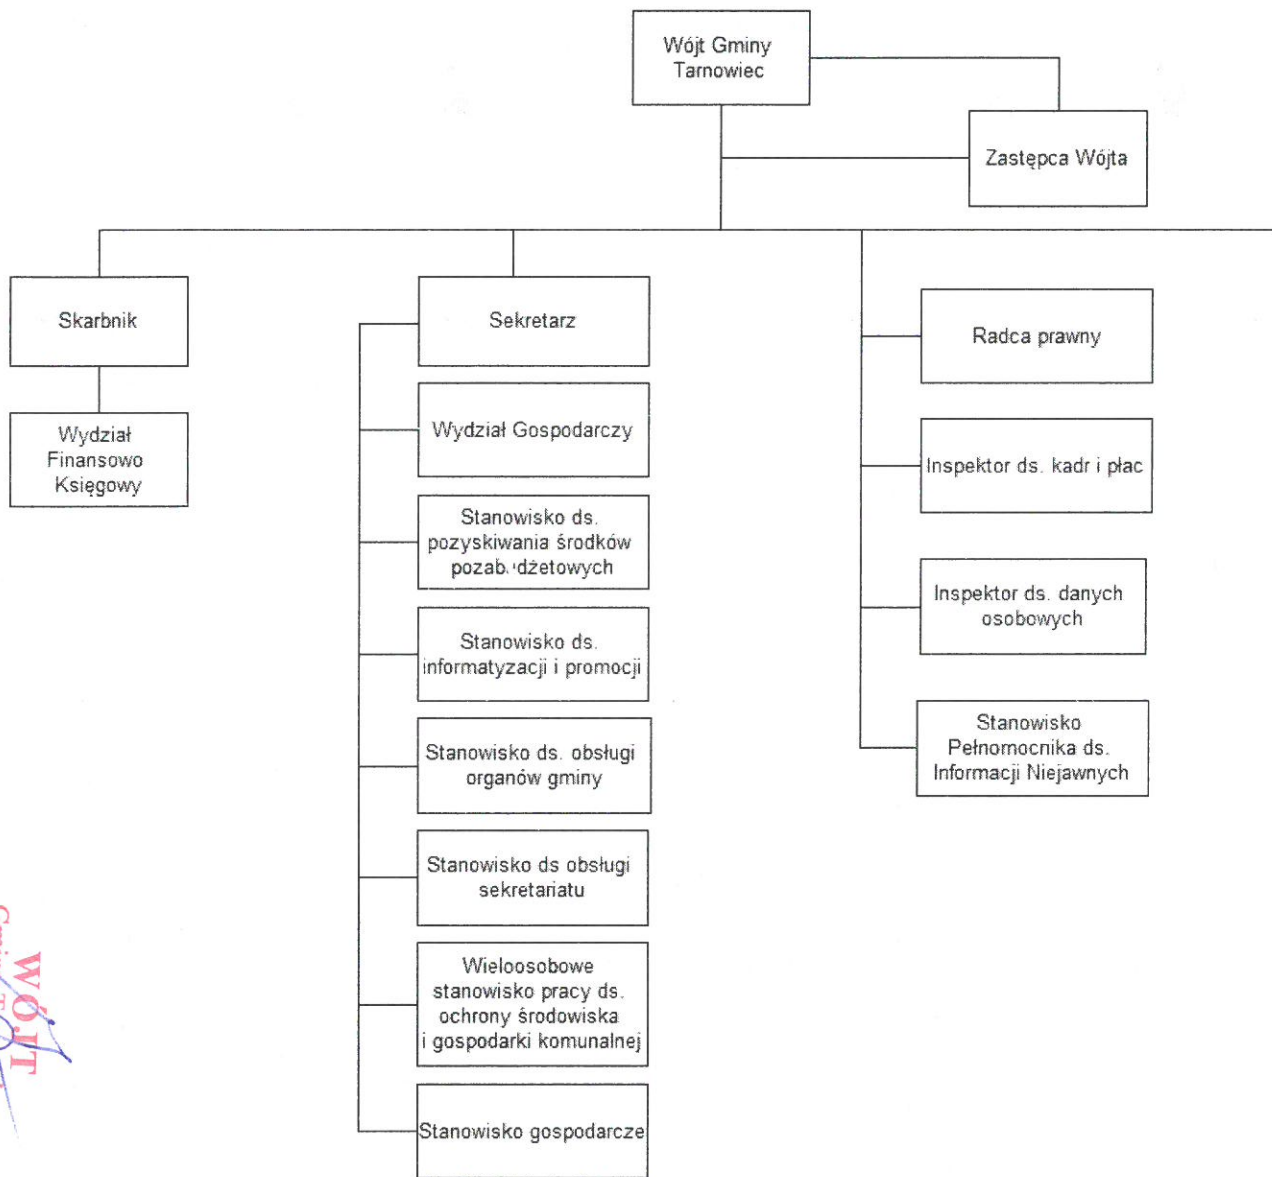 Wójt Gminy
Tarnowiec
Zastępca Wójta
Skarbnik
Wydział
Finansowo
Księgowy
Sekretarz
Wydział Gospodarczy
Stanowisko ds.
pozyskiwania środków
pozabudżetowych
Stanowisko ds.
informatyzacji i promocji
Stanowisko ds. obsługi
organów gminy
Stanowisko ds obsługi
sekretariatu
Wieloosobowe
stanowisko pracy ds.
ochrony środowiska
i gospodarki komunalnej
Stanowisko gospodarcze
Radca prawny
Inspektor ds. kadr i płac
Inspektor ds. danych
osobowych
Stanowisko
Pełnomocnika ds.
Informacji Niejawnych
WÓJT